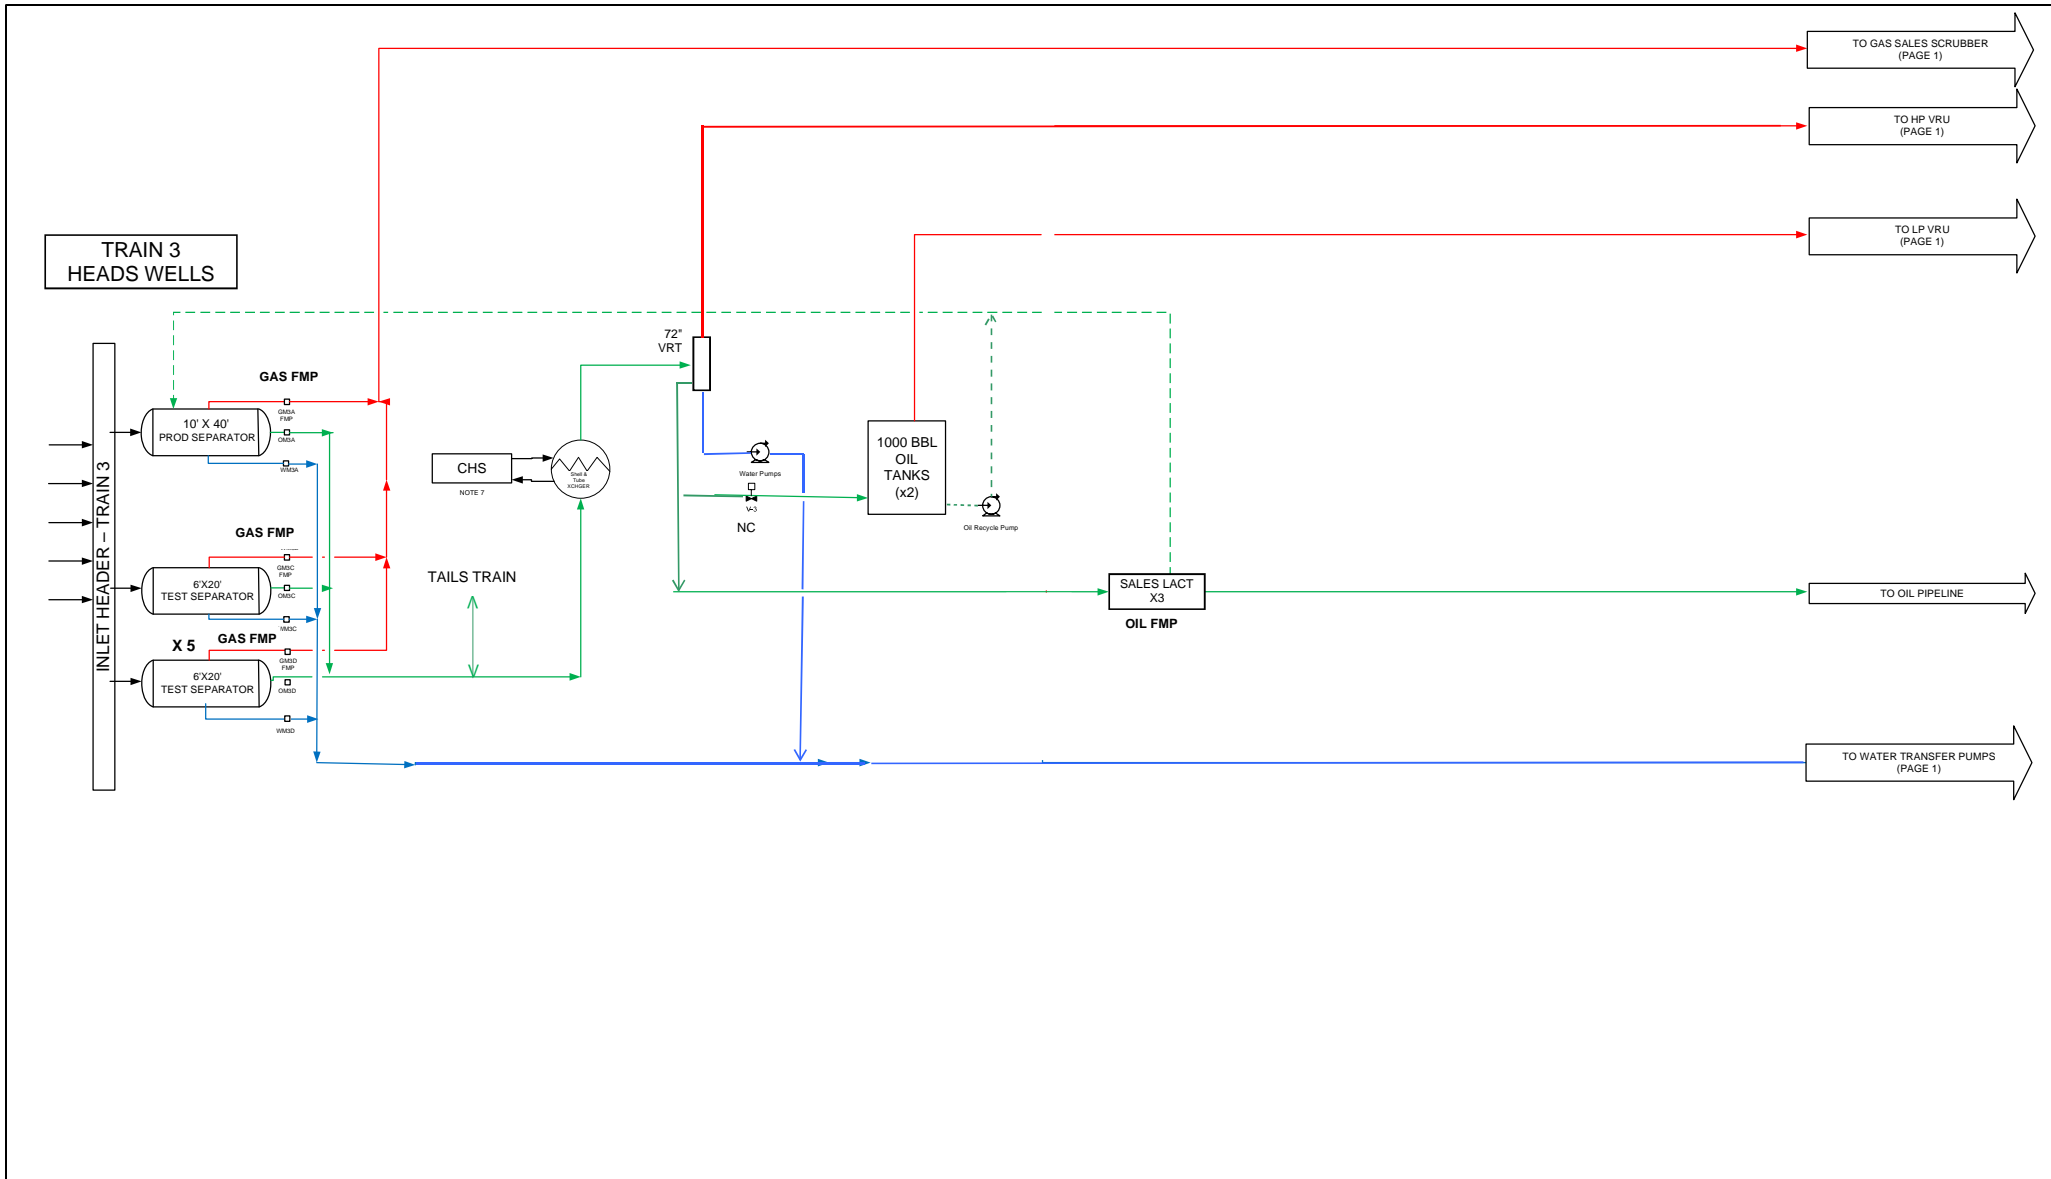 TO GAS SALES SCRUBBER
(PAGE 1)
TO HP VRU
(PAGE 1)
TO LP VRU
(PAGE 1)
TRAIN 3
HEADS WELLS
72"
VRT
GAS FMP
GM3A
FMP
10' X 40'
PROD SEPARATOR
OM3A
WM3A
INLET HEADER – TRAIN 3
CHS
NOTE 7
Shell &
Tube
XCHGER
Water Pumps
V-3
NC
1000 BBL
OIL
TANKS
(x2)
Oil Recycle Pump
GAS FMP
GM3C
FMP
6'X20'
TEST SEPARATOR
OM3C
WM3C
TAILS TRAIN
SALES LACT
X3
OIL FMP
TO OIL PIPELINE
X 5
GAS FMP
GM3D
FMP
6'X20'
TEST SEPARATOR
OM3D
WM3D
TO WATER TRANSFER PUMPS
(PAGE 1)